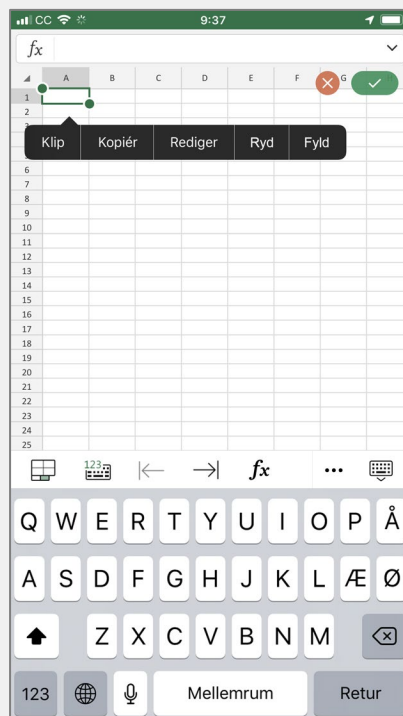 CC 9:37
fx
A B C D E F G
1
2
Klip Kopiér Rediger Ryd Fyld
6
7
8
9
10
11
12
13
14
15
16
17
18
19
20
21
22
23
24
25
123 fx ...
Q W E R T Y U I O P Å
A S D F G H J K L Æ Ø
Z X C V B N M
123 Mellemrum Retur